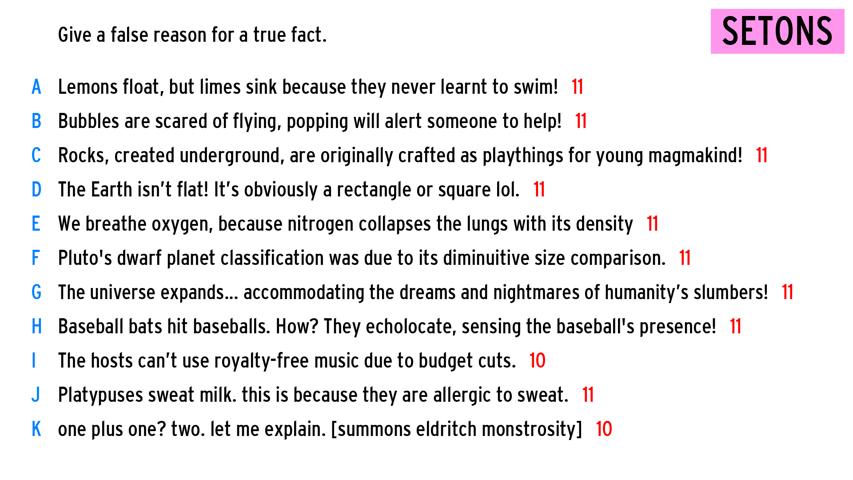 Give a false reason for a true fact.
SETONS
A Lemons float, but limes sink because they never learnt to swim! 11
B Bubbles are scared of flying, popping will alert someone to help! 11
C Rocks, created underground, are originally crafted as playthings for young magmakind! 11
D The Earth isn't flat! It's obviously a rectangle or square lol. 11
E We breathe oxygen, because nitrogen collapses the lungs with its density 11
F Pluto's dwarf planet classification was due to its diminuitive size comparison. 11
G The universe expands... accommodating the dreams and nightmares of humanity's slumbers! 11
H Baseball bats hit baseballs. How? They echolocate, sensing the baseball's presence! 11
I The hosts can't use royalty-free music due to budget cuts. 10
J Platypuses sweat milk. this is because they are allergic to sweat. 11
K one plus one? two. let me explain. [summons eldritch monstrosity] 10